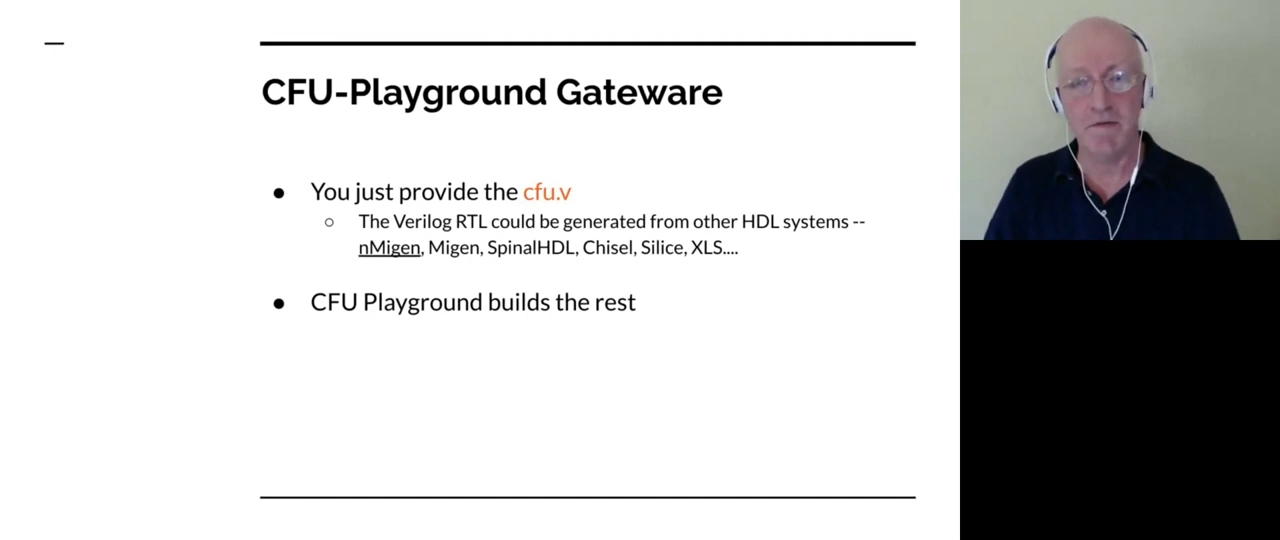 CFU-Playground Gateware
● You just provide the cfu.v
○ The Verilog RTL could be generated from other HDL systems --
nMigen, Migen, SpinalHDL, Chisel, Silice, XLS....
● CFU Playground builds the rest